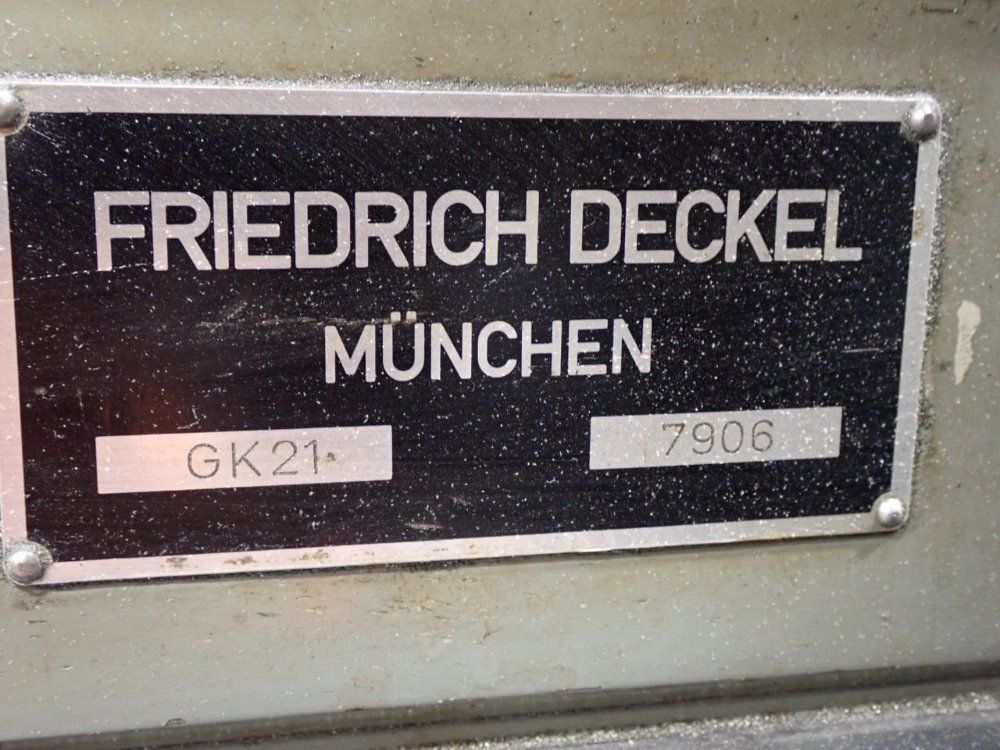 FRIEDRICH DECKEL
MÜNCHEN
GK21 7906